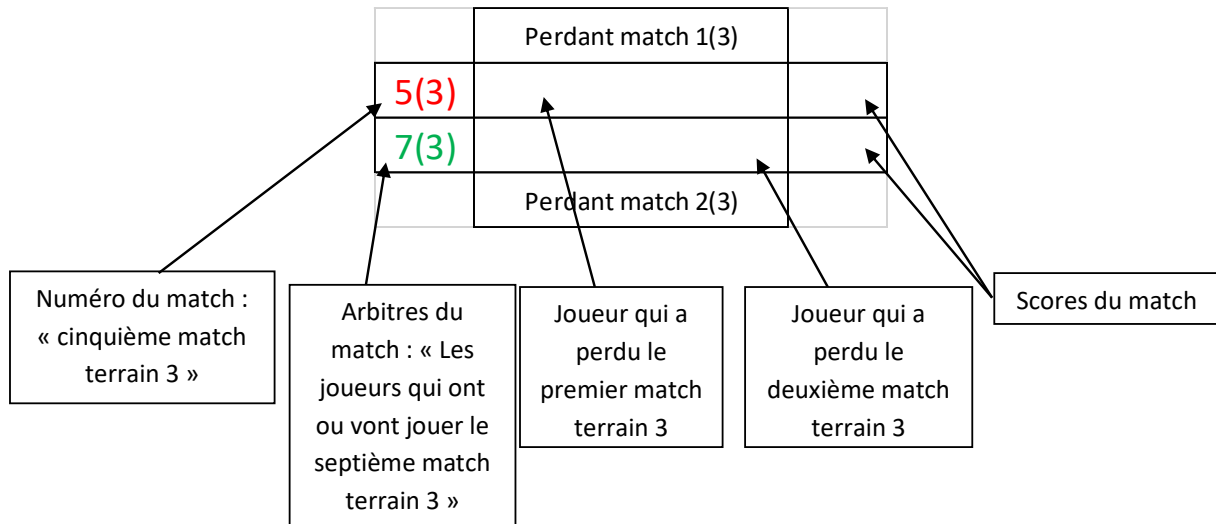 Perdant match 1(3)
5(3)
7(3)
Perdant match 2(3)
Numéro du match :
« cinquième match
terrain 3 »
Arbitres du
match : « Les
joueurs qui ont
ou vont jouer le
septième match
terrain 3 »
Joueur qui a
perdu le
premier match
terrain 3
Joueur qui a
perdu le
deuxième match
terrain 3
Scores du match